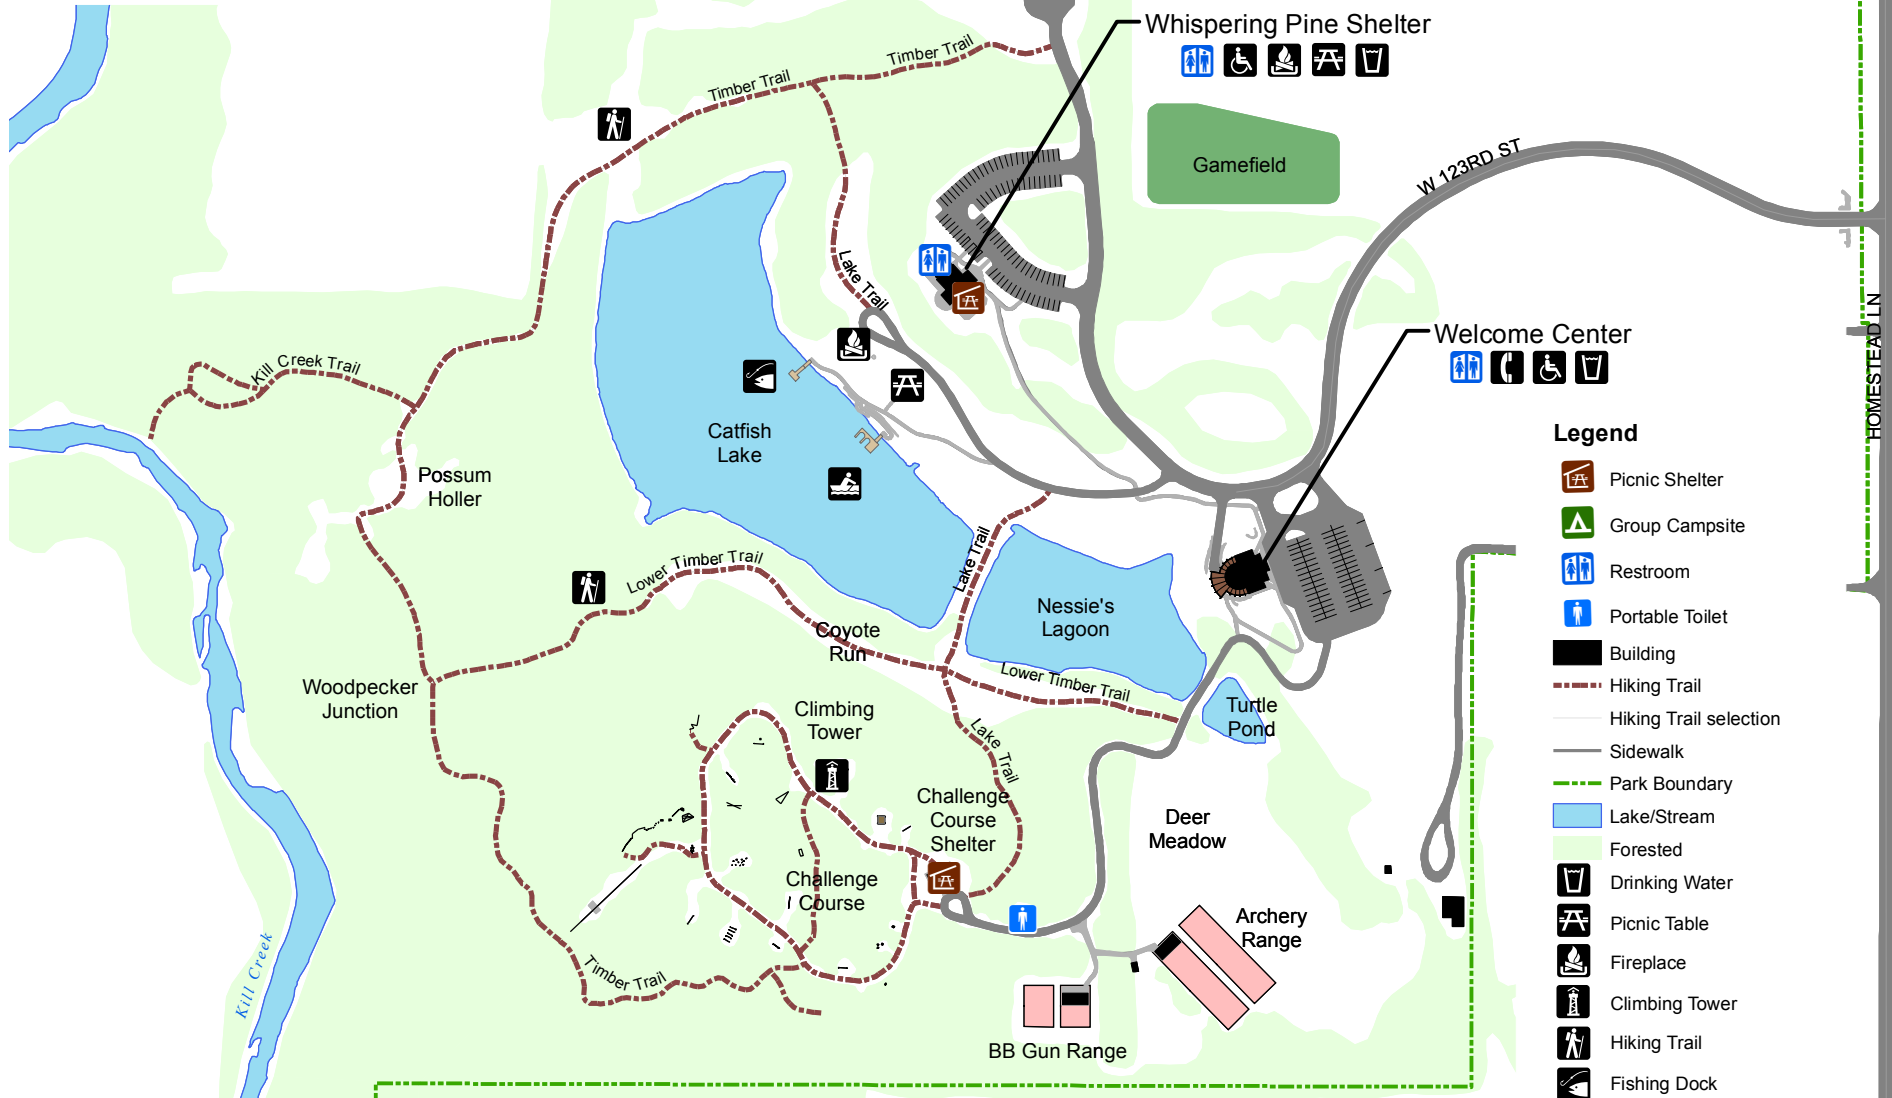 Whispering Pine Shelter
Timber Trail
Timber Trail
Gamefield
W 123RD ST
Lake Trail
HOMESTEAD LN
Welcome Center
Kill Creek Trail
Catfish
Lake
Possum
Holler
Lake Trail
Lower Timber Trail
Nessie's
Lagoon
Coyote
Run
Lower Timber Trail
Woodpecker
Junction
Turtle
Pond
Climbing
Tower
Lake Trail
Challenge
Course
Shelter
Deer
Meadow
Challenge
Course
Archery
Range
Timber Trail
Kill Creek
BB Gun Range
Legend
Picnic Shelter
Group Campsite
Restroom
Portable Toilet
Building
Hiking Trail
Hiking Trail selection
Sidewalk
Park Boundary
Lake/Stream
Forested
Drinking Water
Picnic Table
Fireplace
Climbing Tower
Hiking Trail
Fishing Dock